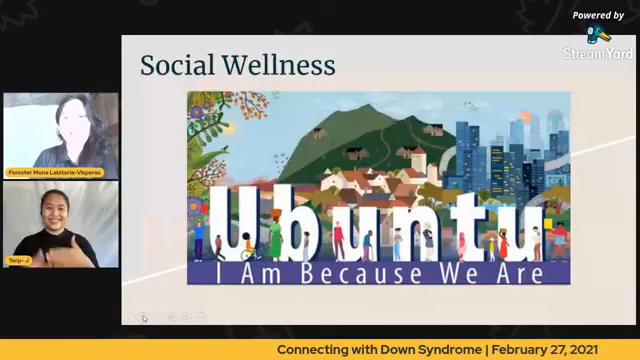 Powered by
StreamYard
Social Wellness
Forester Mona Labitoria-Visperas
Terp- J
Ubuntu
I Am Because We Are
Connecting with Down Syndrome | February 27, 2021